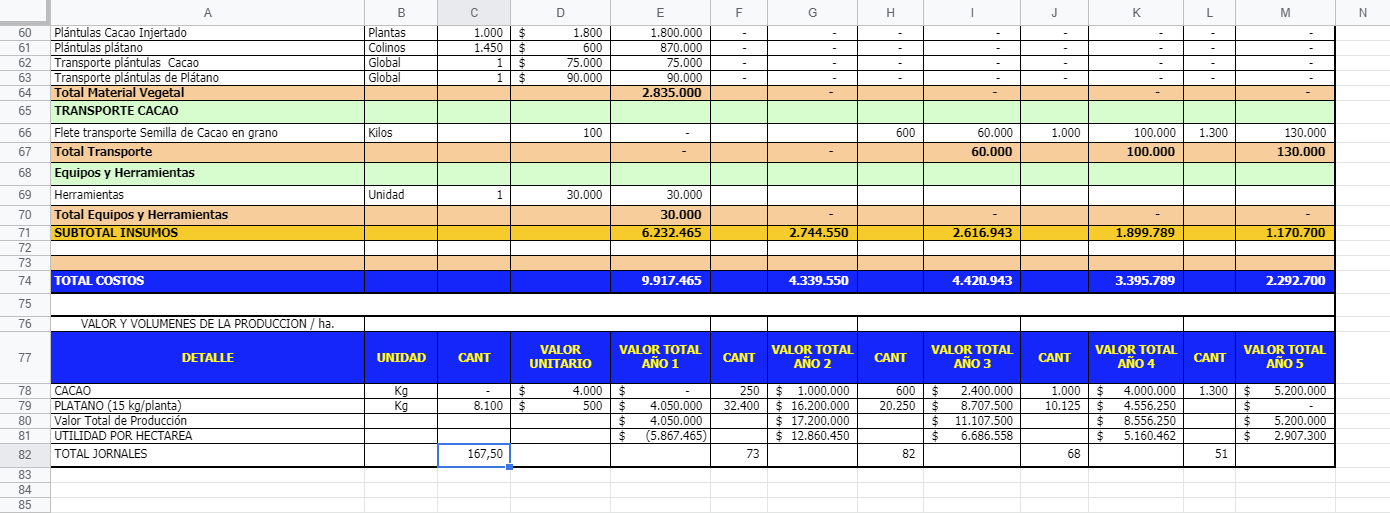 A B C D E F G H I J K L M N
60 Plántulas Cacao Injertado Plantas 1.000 $ 1.800 1.800.000 - - - - - - - -
61 Plántulas plátano Colinos 1.450 $ 600 870.000 - - - - - - - -
62 Transporte plántulas Cacao Global 1 $ 75.000 75.000 - - - - - - - -
63 Transporte plántulas de Plátano Global 1 $ 90.000 90.000 - - - - - - - -
64 Total Material Vegetal 2.835.000 - - - -
65 TRANSPORTE CACAO
66 Flete transporte Semilla de Cacao en grano Kilos 100 - 600 60.000 1.000 100.000 1.300 130.000
67 Total Transporte - - 60.000 100.000 130.000
68 Equipos y Herramientas
69 Herramientas Unidad 1 30.000 30.000
70 Total Equipos y Herramientas 30.000 - - - -
71 SUBTOTAL INSUMOS 6.232.465 2.744.550 2.616.943 1.899.789 1.170.700
72
73
74 TOTAL COSTOS 9.917.465 4.339.550 4.420.943 3.395.789 2.292.700
75
76 VALOR Y VOLUMENES DE LA PRODUCCION / ha.
77 DETALLE UNIDAD CANT VALOR UNITARIO VALOR TOTAL AÑO 1 CANT VALOR TOTAL AÑO 2 CANT VALOR TOTAL AÑO 3 CANT VALOR TOTAL AÑO 4 CANT VALOR TOTAL AÑO 5
78 CACAO Kg - $ 4.000 $ - 250 $ 1.000.000 600 $ 2.400.000 1.000 $ 4.000.000 1.300 $ 5.200.000
79 PLATANO (15 kg/planta) Kg 8.100 $ 500 $ 4.050.000 32.400 $ 16.200.000 20.250 $ 8.707.500 10.125 $ 4.556.250 $ -
80 Valor Total de Producción $ 4.050.000 $ 17.200.000 $ 11.107.500 $ 8.556.250 $ 5.200.000
81 UTILIDAD POR HECTAREA $ (5.867.465) $ 12.860.450 $ 6.686.558 $ 5.160.462 $ 2.907.300
82 TOTAL JORNALES 167,50 73 82 68 51
83
84
85